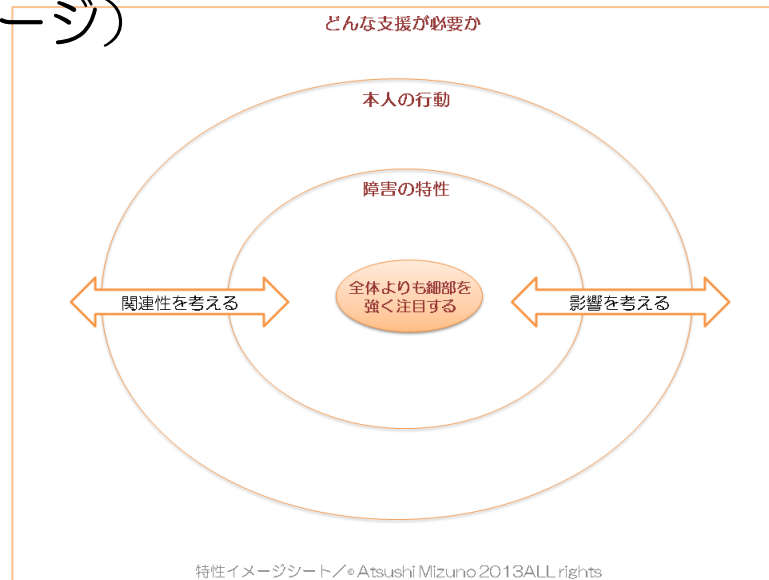 ージ）
どんな支援が必要か
本人の行動
障害の特性
全体よりも細部を
強く注目する
関連性を考える
影響を考える
特性イメージシート／©Atsushi Mizuno 2013ALL rights